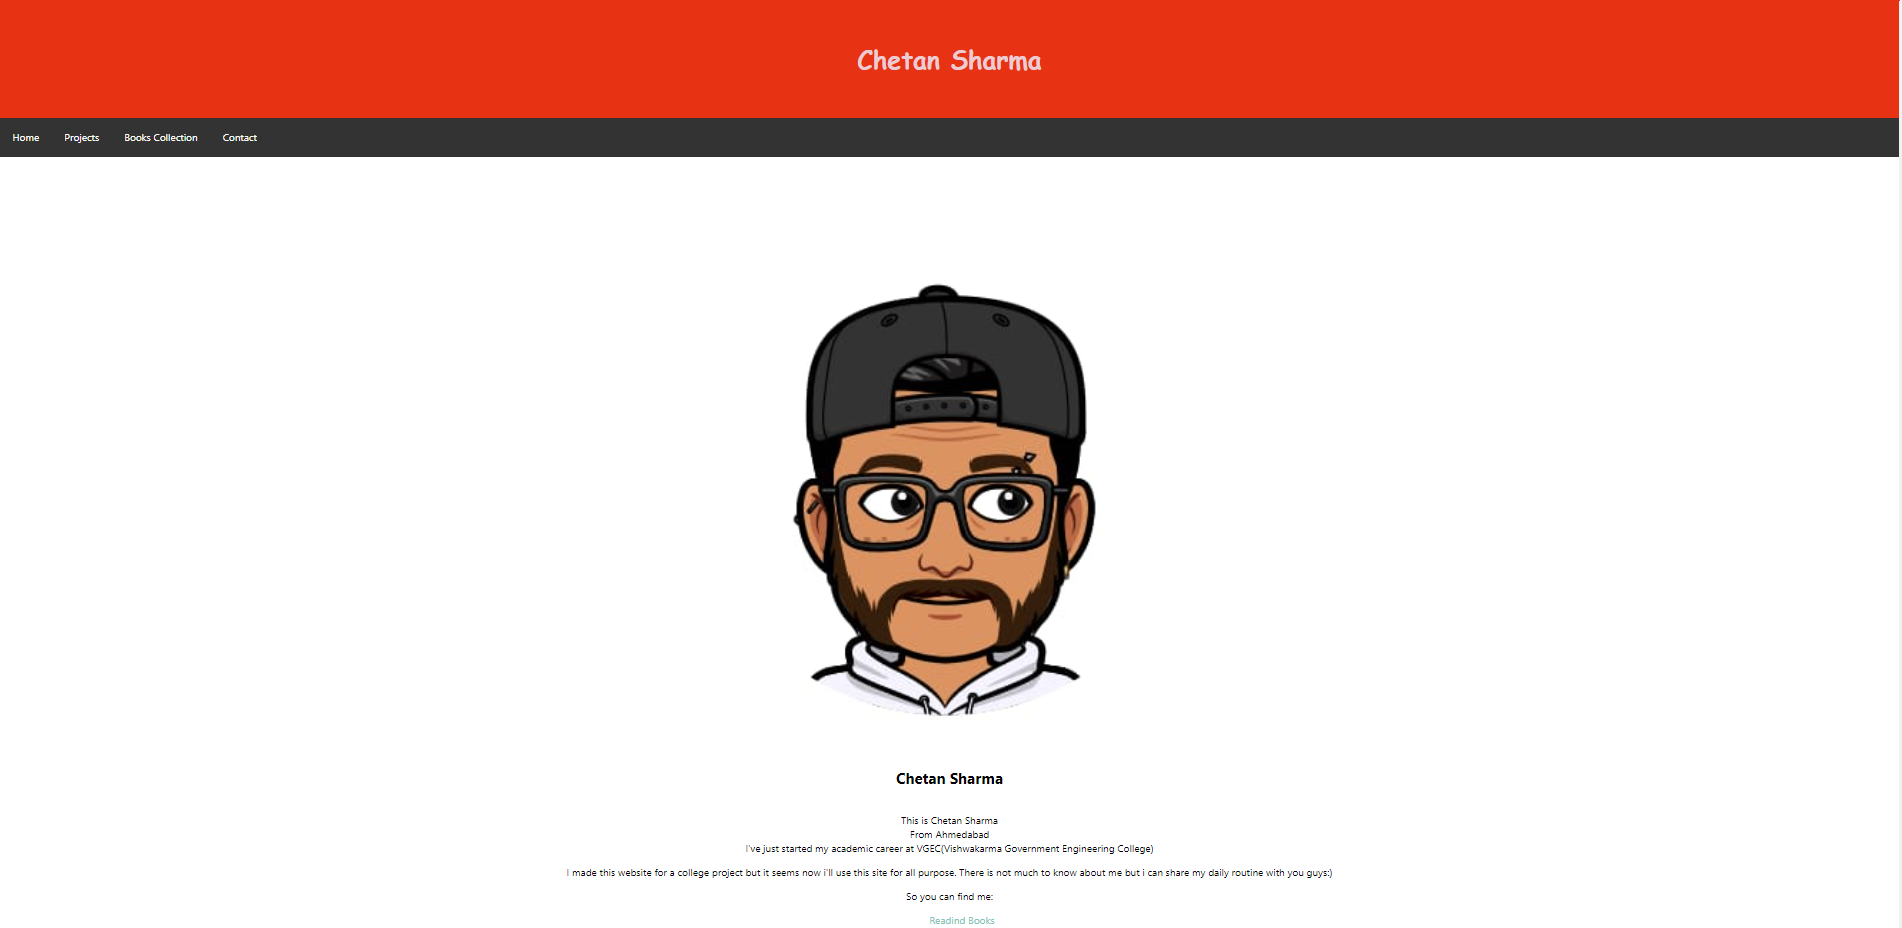 Chetan Sharma
Home Projects Books Collection Contact
Chetan Sharma
This is Chetan Sharma
From Ahmedabad
I've just started my academic career at VGEC(Vishwakarma Government Engineering College)
I made this website for a college project but it seems now i'll use this site for all purpose. There is not much to know about me but i can share my daily routine with you guys:)
So you can find me:
Readind Books